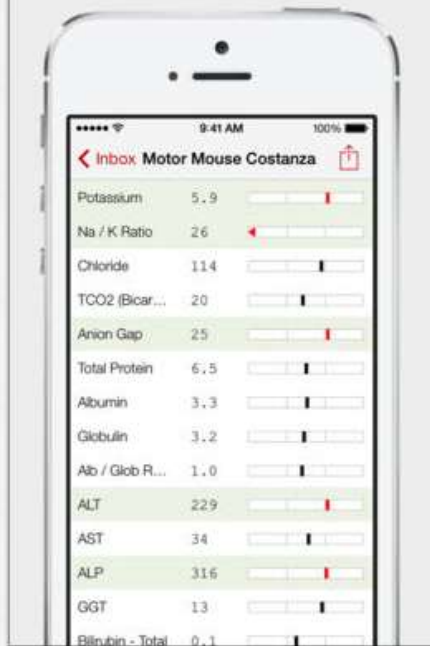 9:41 AM 100%
Inbox Motor Mouse Costanza
Potassium 5.9
Na / K Ratio 26
Chloride 114
TCO2 (Bicar... 20
Anion Gap 25
Total Protein 6.5
Albumin 3.3
Globulin 3.2
Alb / Glob R... 1.0
ALT 229
AST 34
ALP 316
GGT 13
Bilirubin - Total 0.1